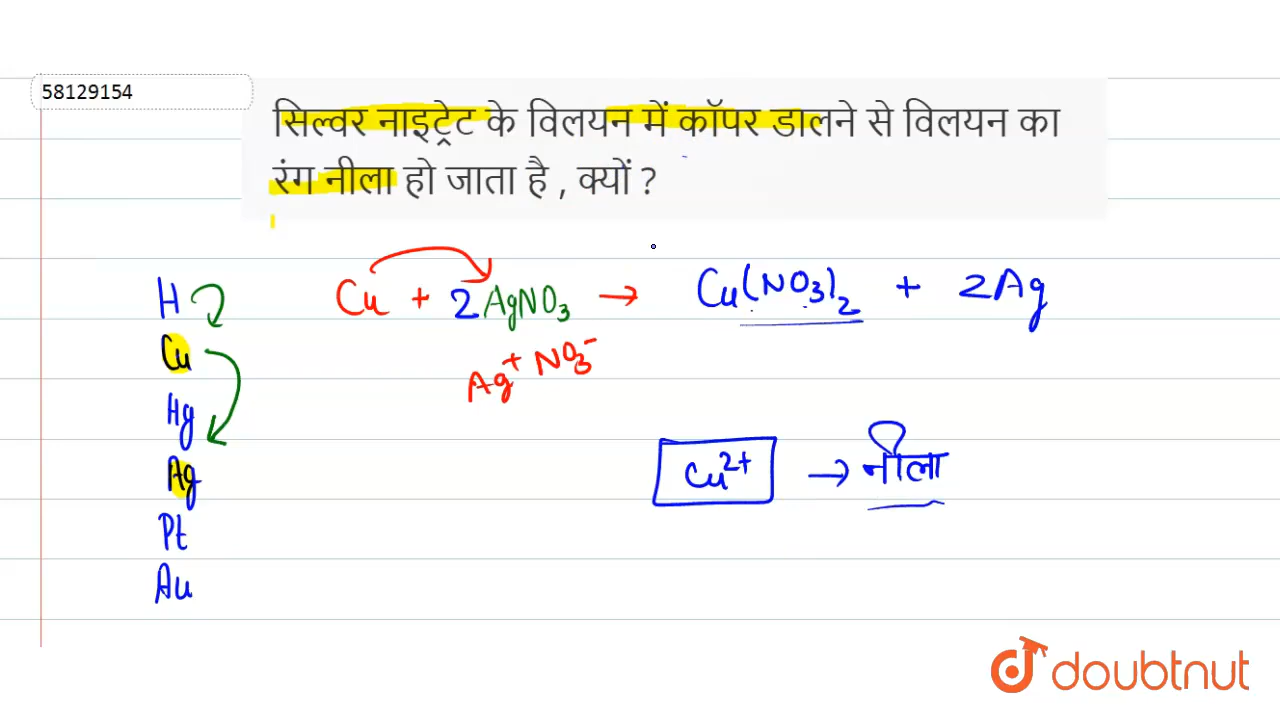 58129154
सिल्वर नाइट्रेट के विलयन में कॉपर डालने से विलयन का
रंग नीला हो जाता है , क्यों ?
H
Cu + 2AgNO3 → Cu(NO3)2 + 2Ag
Cu
Ag+ NO3-
Hg
Cu2+ → नीला
Ag
Pt
Au
doubtnut